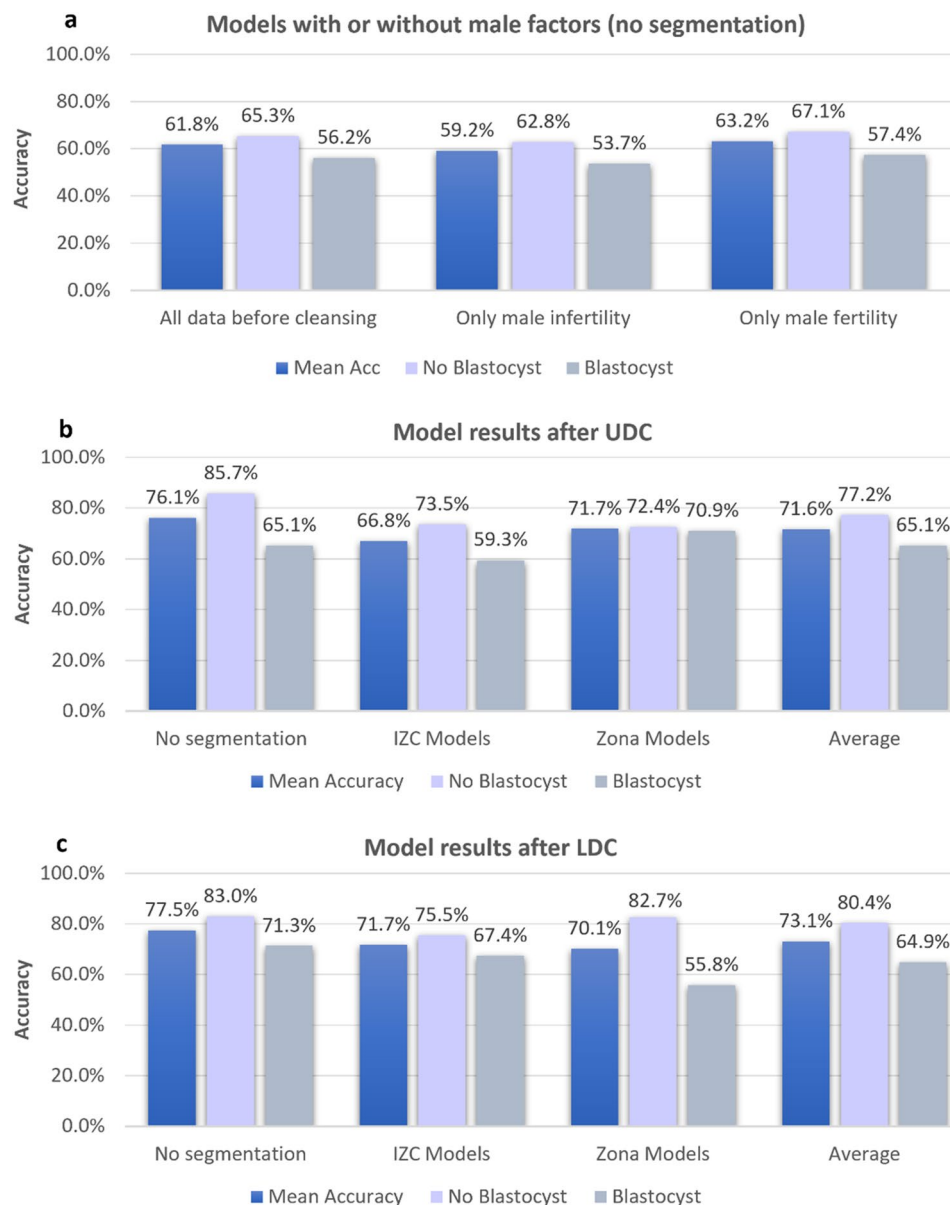 a
Models with or without male factors (no segmentation)
100.0%
80.0%
60.0%
40.0%
20.0%
0.0%
Accuracy
61.8%
65.3%
56.2%
59.2%
62.8%
53.7%
63.2%
67.1%
57.4%
All data before cleansing
Only male infertility
Only male fertility
Mean Acc
No Blastocyst
Blastocyst
b
Model results after UDC
100.0%
80.0%
60.0%
40.0%
20.0%
0.0%
Accuracy
76.1%
85.7%
65.1%
66.8%
73.5%
59.3%
71.7%
72.4%
70.9%
71.6%
77.2%
65.1%
No segmentation
IZC Models
Zona Models
Average
Mean Accuracy
No Blastocyst
Blastocyst
c
Model results after LDC
100.0%
80.0%
60.0%
40.0%
20.0%
0.0%
Accuracy
77.5%
83.0%
71.3%
71.7%
75.5%
67.4%
70.1%
82.7%
55.8%
73.1%
80.4%
64.9%
No segmentation
IZC Models
Zona Models
Average
Mean Accuracy
No Blastocyst
Blastocyst